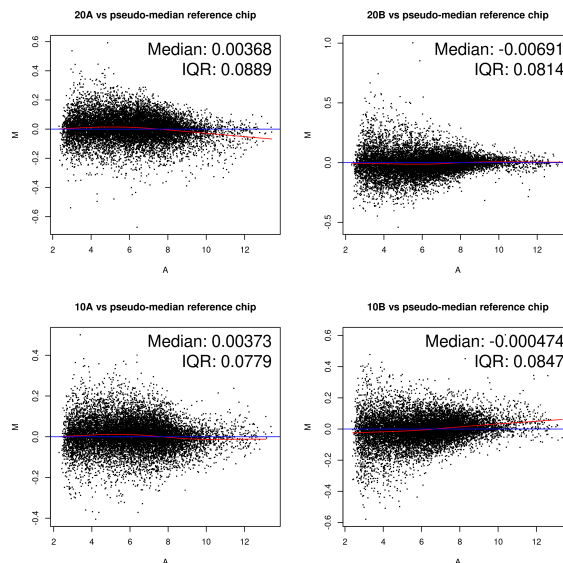 20A vs pseudo-median reference chip
Median: 0.00368
IQR: 0.0889
0.6
0.4
0.2
0.0
-0.2
-0.4
-0.6
M
2 4 6 8 10 12
A
20B vs pseudo-median reference chip
Median: -0.00691
IQR: 0.0814
1.0
0.5
0.0
-0.5
M
2 4 6 8 10 12
A
10A vs pseudo-median reference chip
Median: 0.00373
IQR: 0.0779
0.4
0.2
0.0
-0.2
-0.4
M
2 4 6 8 10 12
A
10B vs pseudo-median reference chip
Median: -0.000474
IQR: 0.0847
0.6
0.4
0.2
0.0
-0.2
-0.4
-0.6
M
2 4 6 8 10 12
A